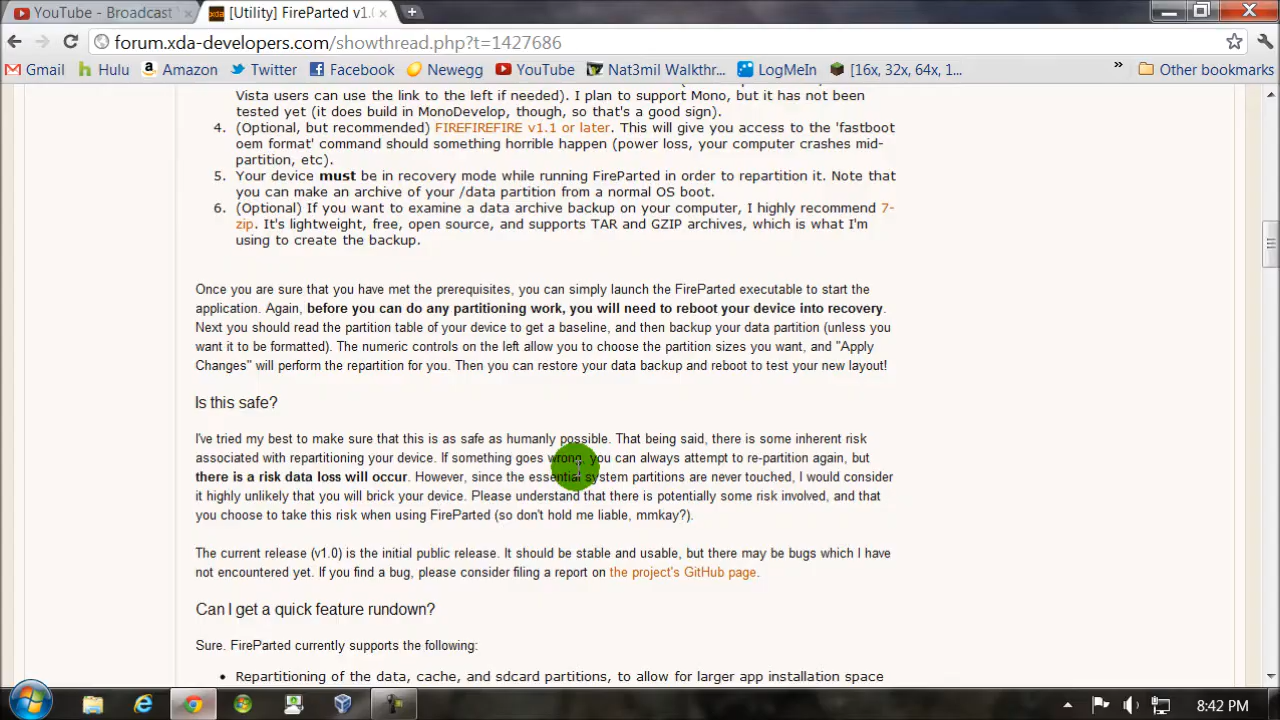 YouTube - Broadcast
[Utility] FireParted v1.
forum.xda-developers.com/showthread.php?t=1427686
Gmail Hulu Amazon Twitter Facebook Newegg YouTube Nat3mil Walkthr... LogMeIn [16x, 32x, 64x, 1... » Other bookmarks
Vista users can use the link to the left if needed). I plan to support Mono, but it has not been
tested yet (it does build in MonoDevelop, though, so that's a good sign).
4. (Optional, but recommended) FIREFIREFIRE v1.1 or later. This will give you access to the 'fastboot
oem format' command should something horrible happen (power loss, your computer crashes mid-
partition, etc).
5. Your device must be in recovery mode while running FireParted in order to repartition it. Note that
you can make an archive of your /data partition from a normal OS boot.
6. (Optional) If you want to examine a data archive backup on your computer, I highly recommend 7-
zip. It's lightweight, free, open source, and supports TAR and GZIP archives, which is what I'm
using to create the backup.
Once you are sure that you have met the prerequisites, you can simply launch the FireParted executable to start the
application. Again, before you can do any partitioning work, you will need to reboot your device into recovery.
Next you should read the partition table of your device to get a baseline, and then backup your data partition (unless you
want it to be formatted). The numeric controls on the left allow you to choose the partition sizes you want, and "Apply
Changes" will perform the repartition for you. Then you can restore your data backup and reboot to test your new layout!
Is this safe?
I've tried my best to make sure that this is as safe as humanly possible. That being said, there is some inherent risk
associated with repartitioning your device. If something goes wrong, you can always attempt to re-partition again, but
there is a risk data loss will occur. However, since the essential system partitions are never touched, I would consider
it highly unlikely that you will brick your device. Please understand that there is potentially some risk involved, and that
you choose to take this risk when using FireParted (so don't hold me liable, mmkay?).
The current release (v1.0) is the initial public release. It should be stable and usable, but there may be bugs which I have
not encountered yet. If you find a bug, please consider filing a report on the project's GitHub page.
Can I get a quick feature rundown?
Sure. FireParted currently supports the following:
• Repartitioning of the data, cache, and sdcard partitions, to allow for larger app installation space
8:42 PM